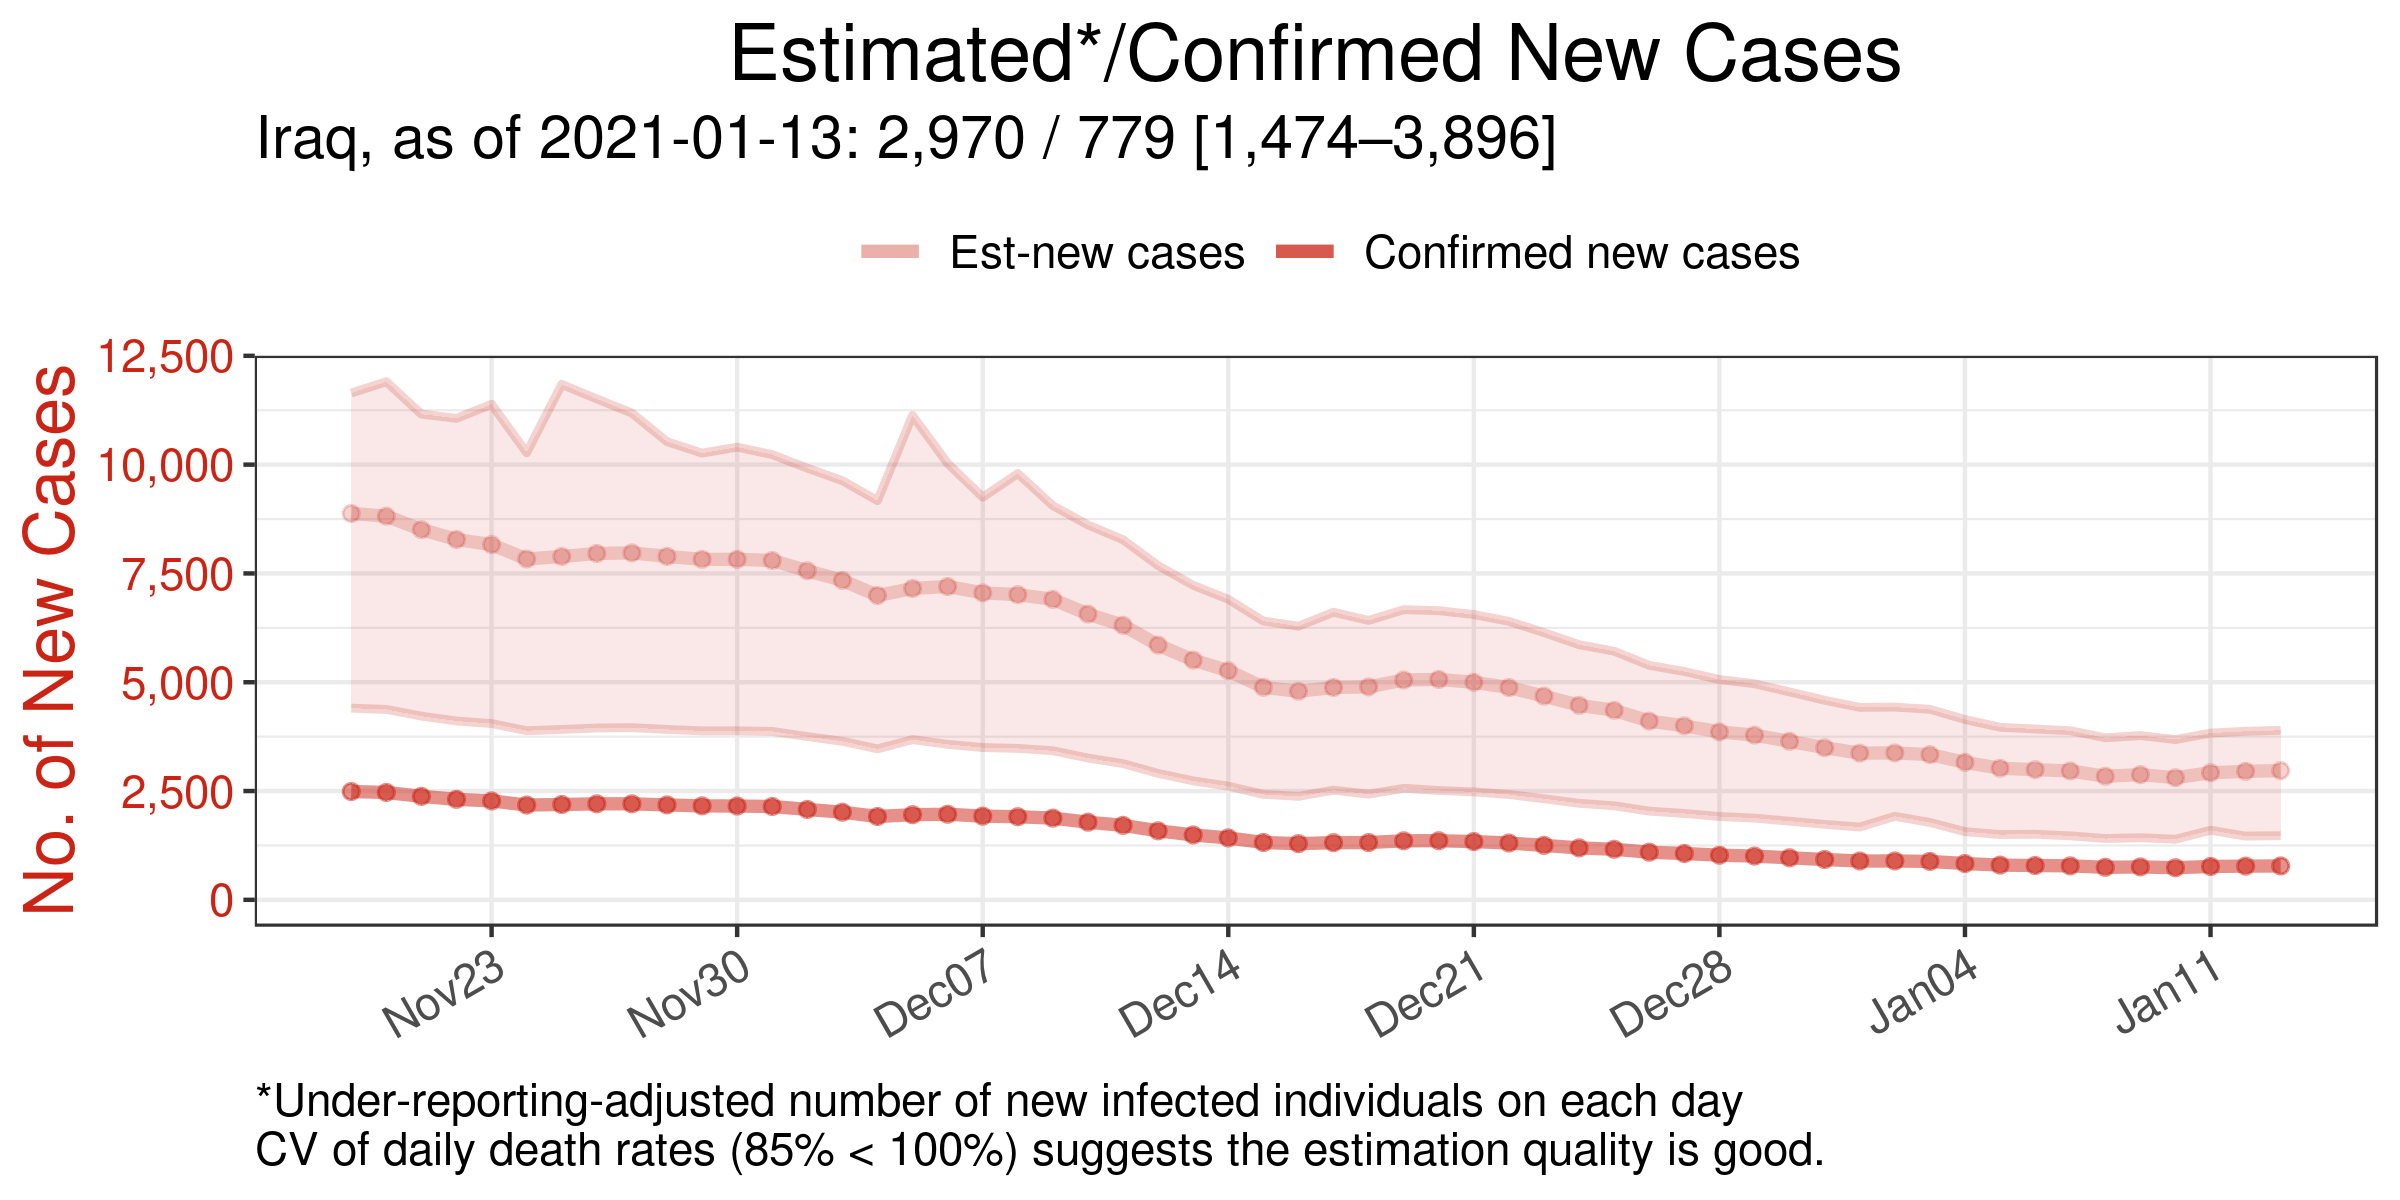 Estimated*/Confirmed New Cases
Iraq, as of 2021-01-13: 2,970 / 779 [1,474–3,896]
Est-new cases
Confirmed new cases
No. of New Cases
12,500
10,000
7,500
5,000
2,500
0
Nov23
Nov30
Dec07
Dec14
Dec21
Dec28
Jan04
Jan11
*Under-reporting-adjusted number of new infected individuals on each day
CV of daily death rates (85% < 100%) suggests the estimation quality is good.